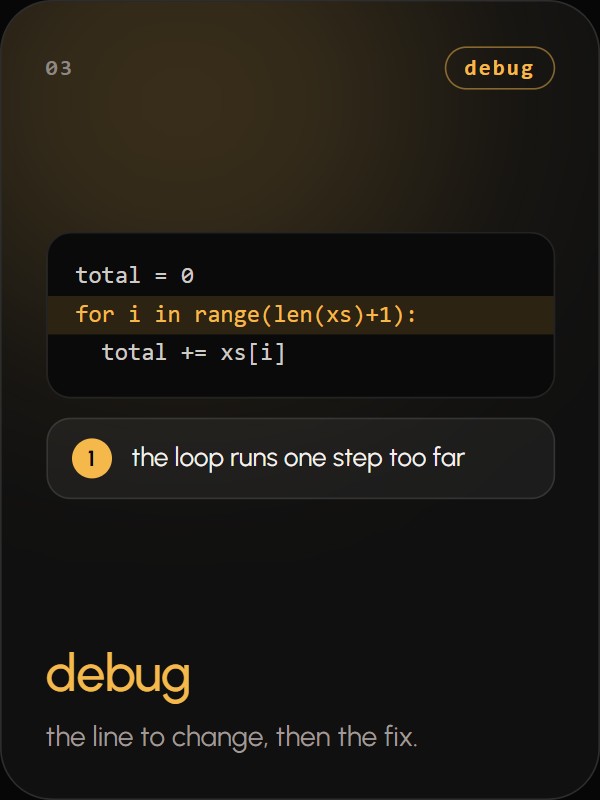 03
debug
total = 0
for i in range(len(xs)+1):
  total += xs[i]
1 the loop runs one step too far
debug
the line to change, then the fix.